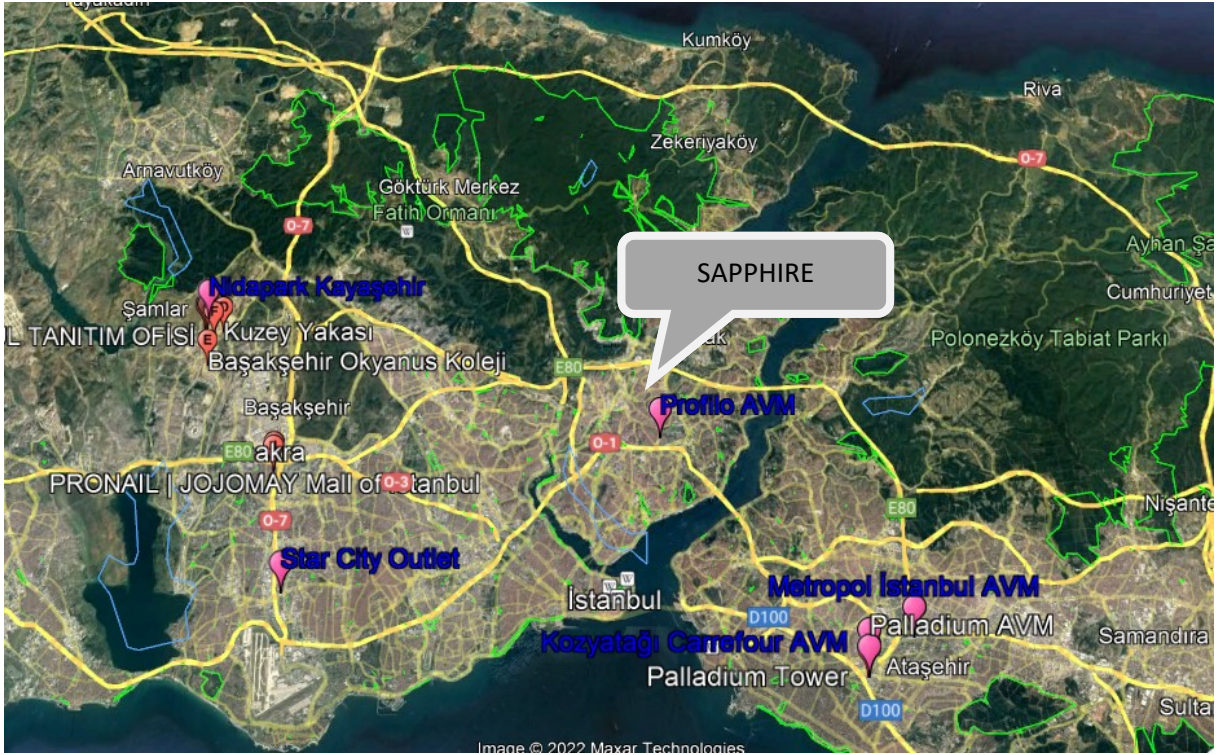 Kumköy
Riva
Zekeriyaköy
O-7
Arnavutköy
Göktürk Merkez
Fatih Ormanı
W
O-7
SAPPHIRE
Ayhan Şa
Cumhuriyet
Nidapark Kayaşehir
Şamlar
F
L TANITIM OFİSİ
Kuzey Yakası
E
Başakşehir Okyanus Koleji
Polonezköy Tabiat Parkı
E80
Başakşehir
Profilo AVM
O-1
E80
akra
PRONAIL | JOJOMAY Mall of İstanbul
O-3
O-7
E80
Nişante
Star City Outlet
W
W
İstanbul
Metropol İstanbul AVM
D100
Palladium AVM
Samandıra
Kozyatağı Carrefour AVM
Ataşehir
Palladium Tower
D100
Sulta
Image © 2022 Maxar Technologies